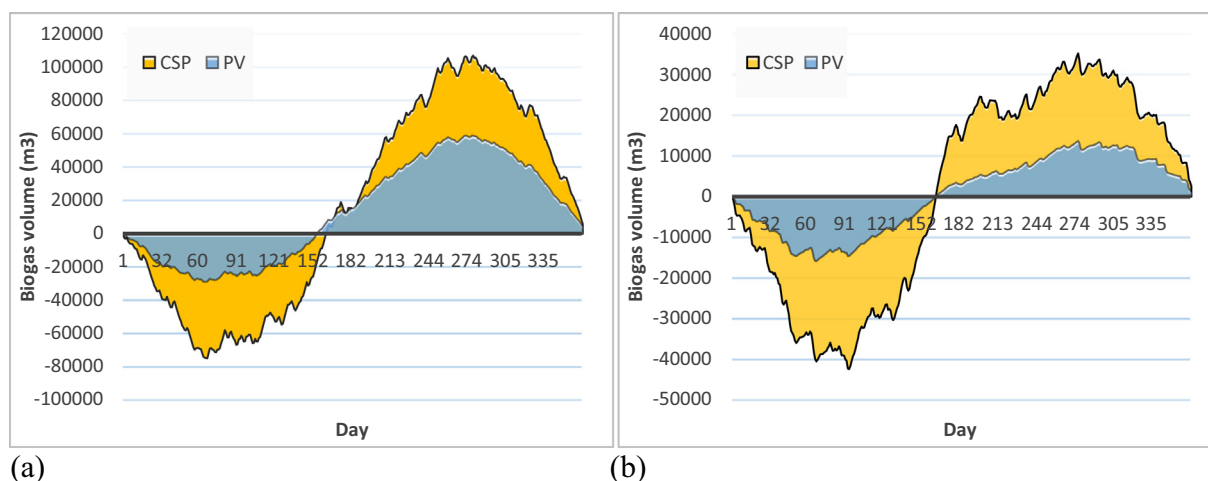 120000
100000
80000
60000
40000
20000
0
-20000
-40000
-60000
-80000
-100000
Biogas volume (m3)
CSP PV
1 32 60 91 121 152 182 213 244 274 305 335
Day
(a)
40000
30000
20000
10000
0
-10000
-20000
-30000
-40000
-50000
Biogas volume (m3)
CSP PV
1 32 60 91 121 152 182 213 244 274 305 335
Day
(b)